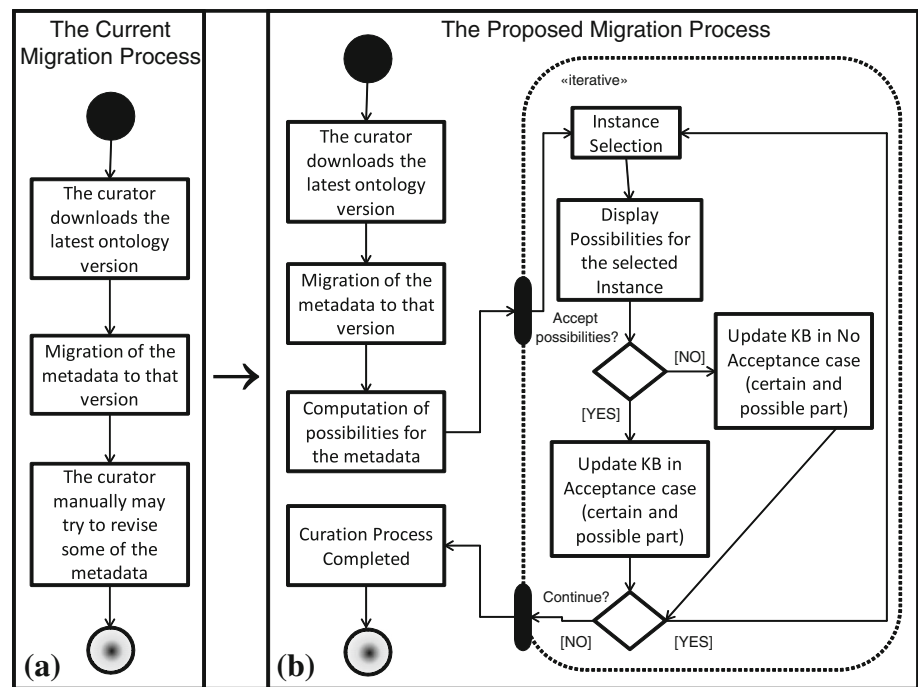 The Current
Migration Process
The curator
downloads the
latest ontology
version
Migration of the
metadata to that
version
The curator
manually may
try to revise
some of the
metadata
(a)
The Proposed Migration Process
The curator
downloads the
latest ontology
version
Migration of the
metadata to that
version
Computation of
possibilities for
the metadata
Curation Process
Completed
(b)
«iterative»
Instance
Selection
Display
Possibilities for
the selected
Instance
Accept
possibilities?
[NO]
Update KB in No
Acceptance case
(certain and
possible part)
[YES]
Update KB in
Acceptance case
(certain and
possible part)
Continue?
[NO]
[YES]